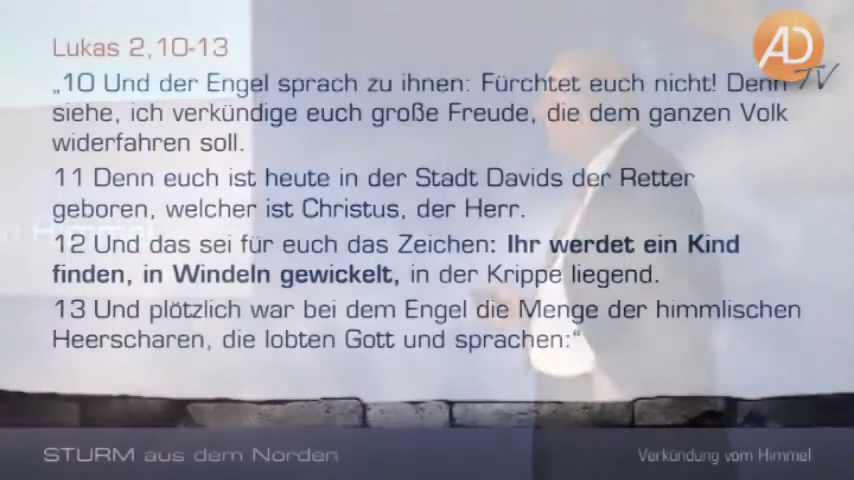 Lukas 2,10-13
AD
TV
„10 Und der Engel sprach zu ihnen: Fürchtet euch nicht! Denn
siehe, ich verkündige euch große Freude, die dem ganzen Volk
widerfahren soll.
11 Denn euch ist heute in der Stadt Davids der Retter
geboren, welcher ist Christus, der Herr.
12 Und das sei für euch das Zeichen: Ihr werdet ein Kind
finden, in Windeln gewickelt, in der Krippe liegend.
13 Und plötzlich war bei dem Engel die Menge der himmlischen
Heerscharen, die lobten Gott und sprachen:“
STURM aus dem Norden
Verkündung vom Himmel